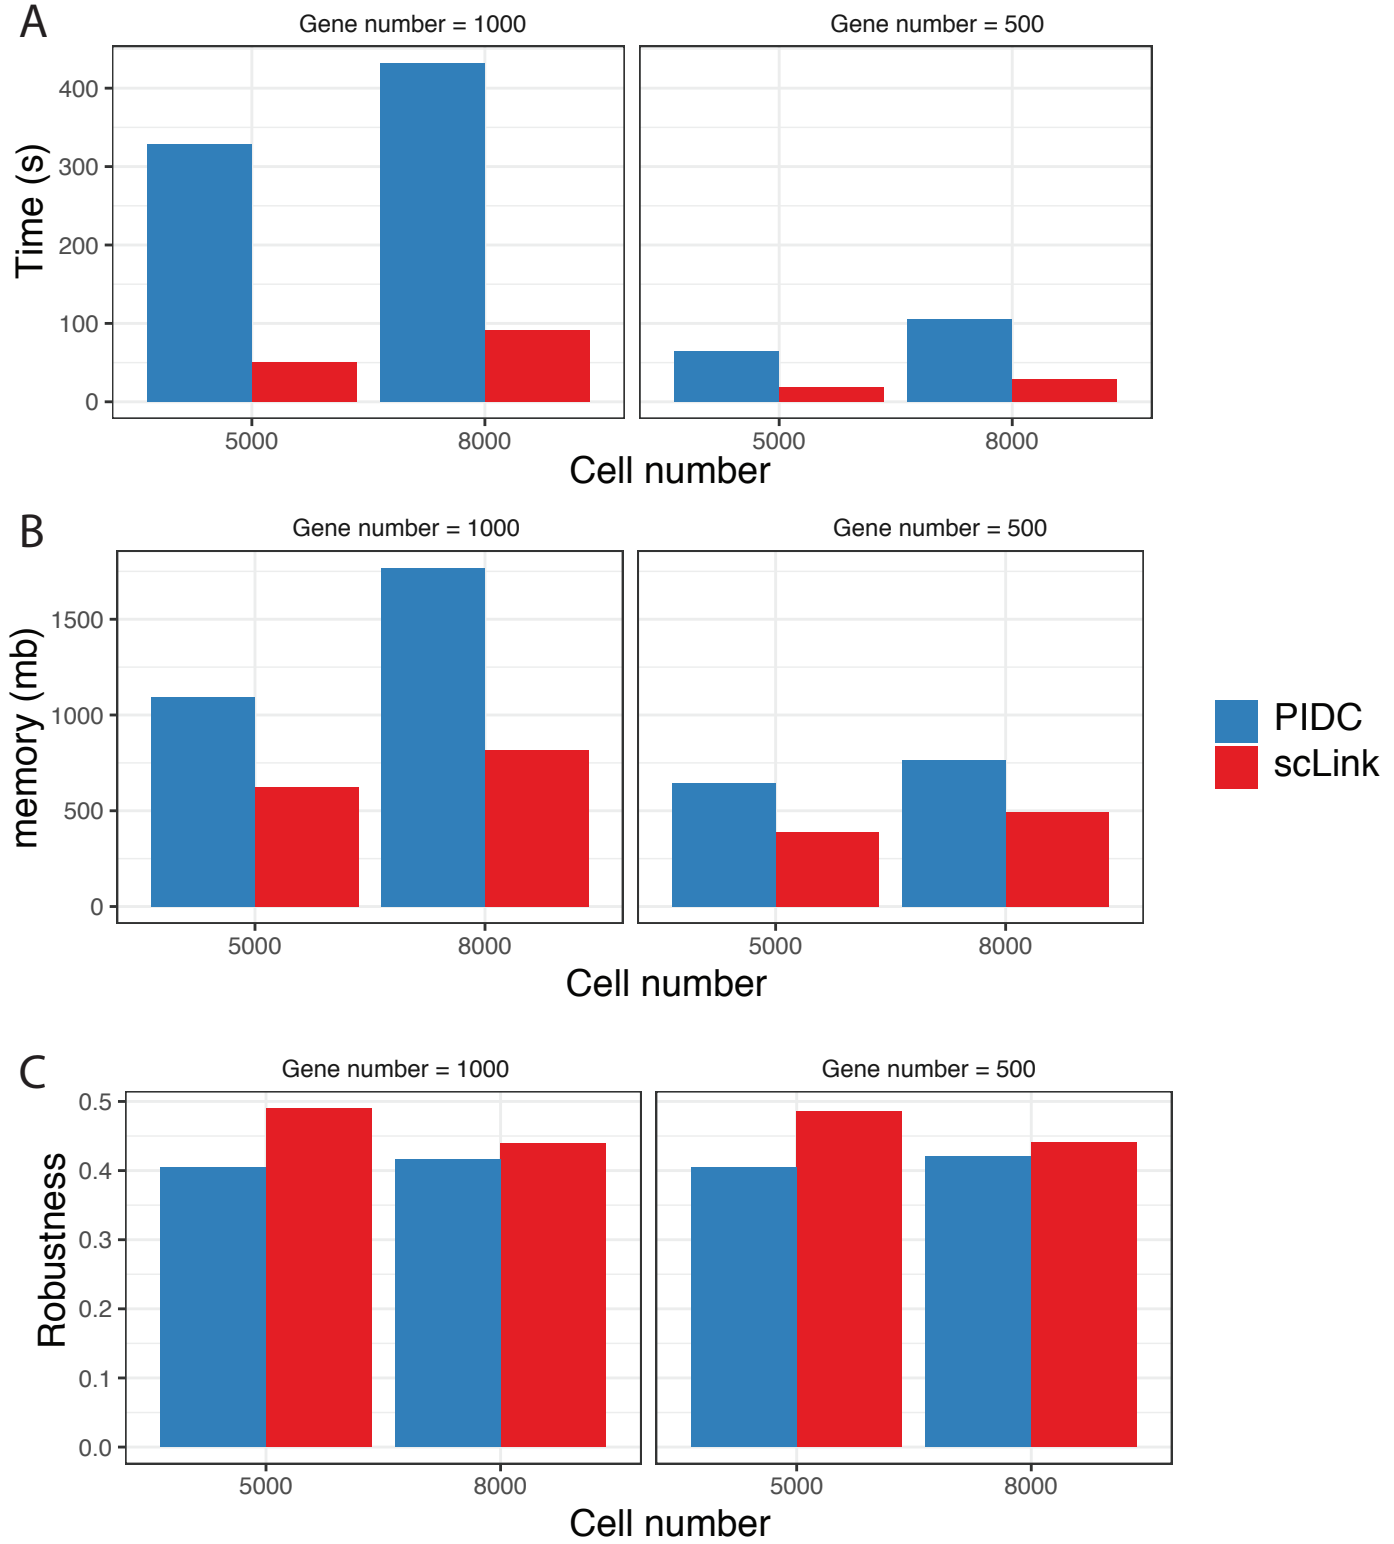 A
Gene number = 1000
Gene number = 500
Time (s)
400
300
200
100
0
5000
8000
5000
8000
Cell number
B
Gene number = 1000
Gene number = 500
memory (mb)
1500
1000
500
0
5000
8000
5000
8000
Cell number
PIDC
scLink
C
Gene number = 1000
Gene number = 500
Robustness
0.5
0.4
0.3
0.2
0.1
0.0
5000
8000
5000
8000
Cell number